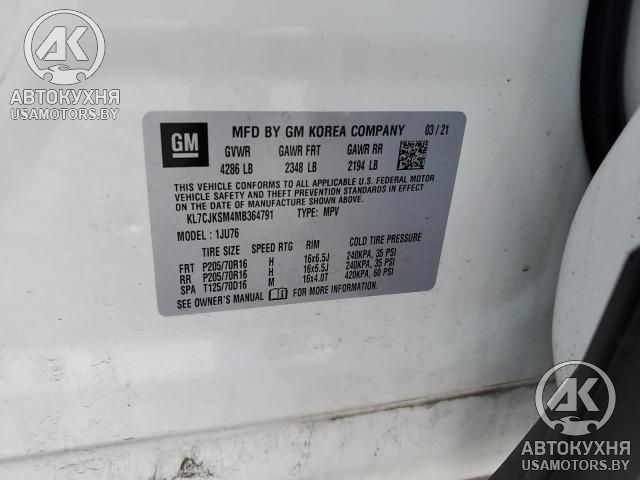 АК
АВТОКУХНЯ
USAMOTORS.BY
GM
MFD BY GM KOREA COMPANY 03/21
GVWR GAWR FRT GAWR RR
4286 LB 2348 LB 2194 LB
THIS VEHICLE CONFORMS TO ALL APPLICABLE U.S. FEDERAL MOTOR
VEHICLE SAFETY AND THEFT PREVENTION STANDARDS IN EFFECT ON
THE DATE OF MANUFACTURE SHOWN ABOVE.
KL7CJKSM4MB364791 TYPE: MPV
MODEL : 1JU76
TIRE SIZE SPEED RTG RIM COLD TIRE PRESSURE
FRT P205/70R16 H 16x6.5J 240KPA, 35 PSI
RR P205/70R16 H 16x6.5J 240KPA, 35 PSI
SPA T125/70D16 M 16x4.0T 420KPA, 60 PSI
SEE OWNER'S MANUAL FOR MORE INFORMATION.
АК
АВТОКУХНЯ
USAMOTORS.BY